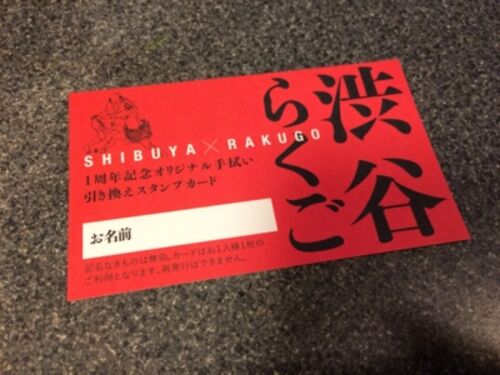 渋谷
らくご
SHIBUYA × RAKUGO
1周年記念オリジナル手拭い
引き換えスタンプカード
お名前
記名なきものは無効。カードはお1人様1枚の
ご利用となります。再発行はできません。